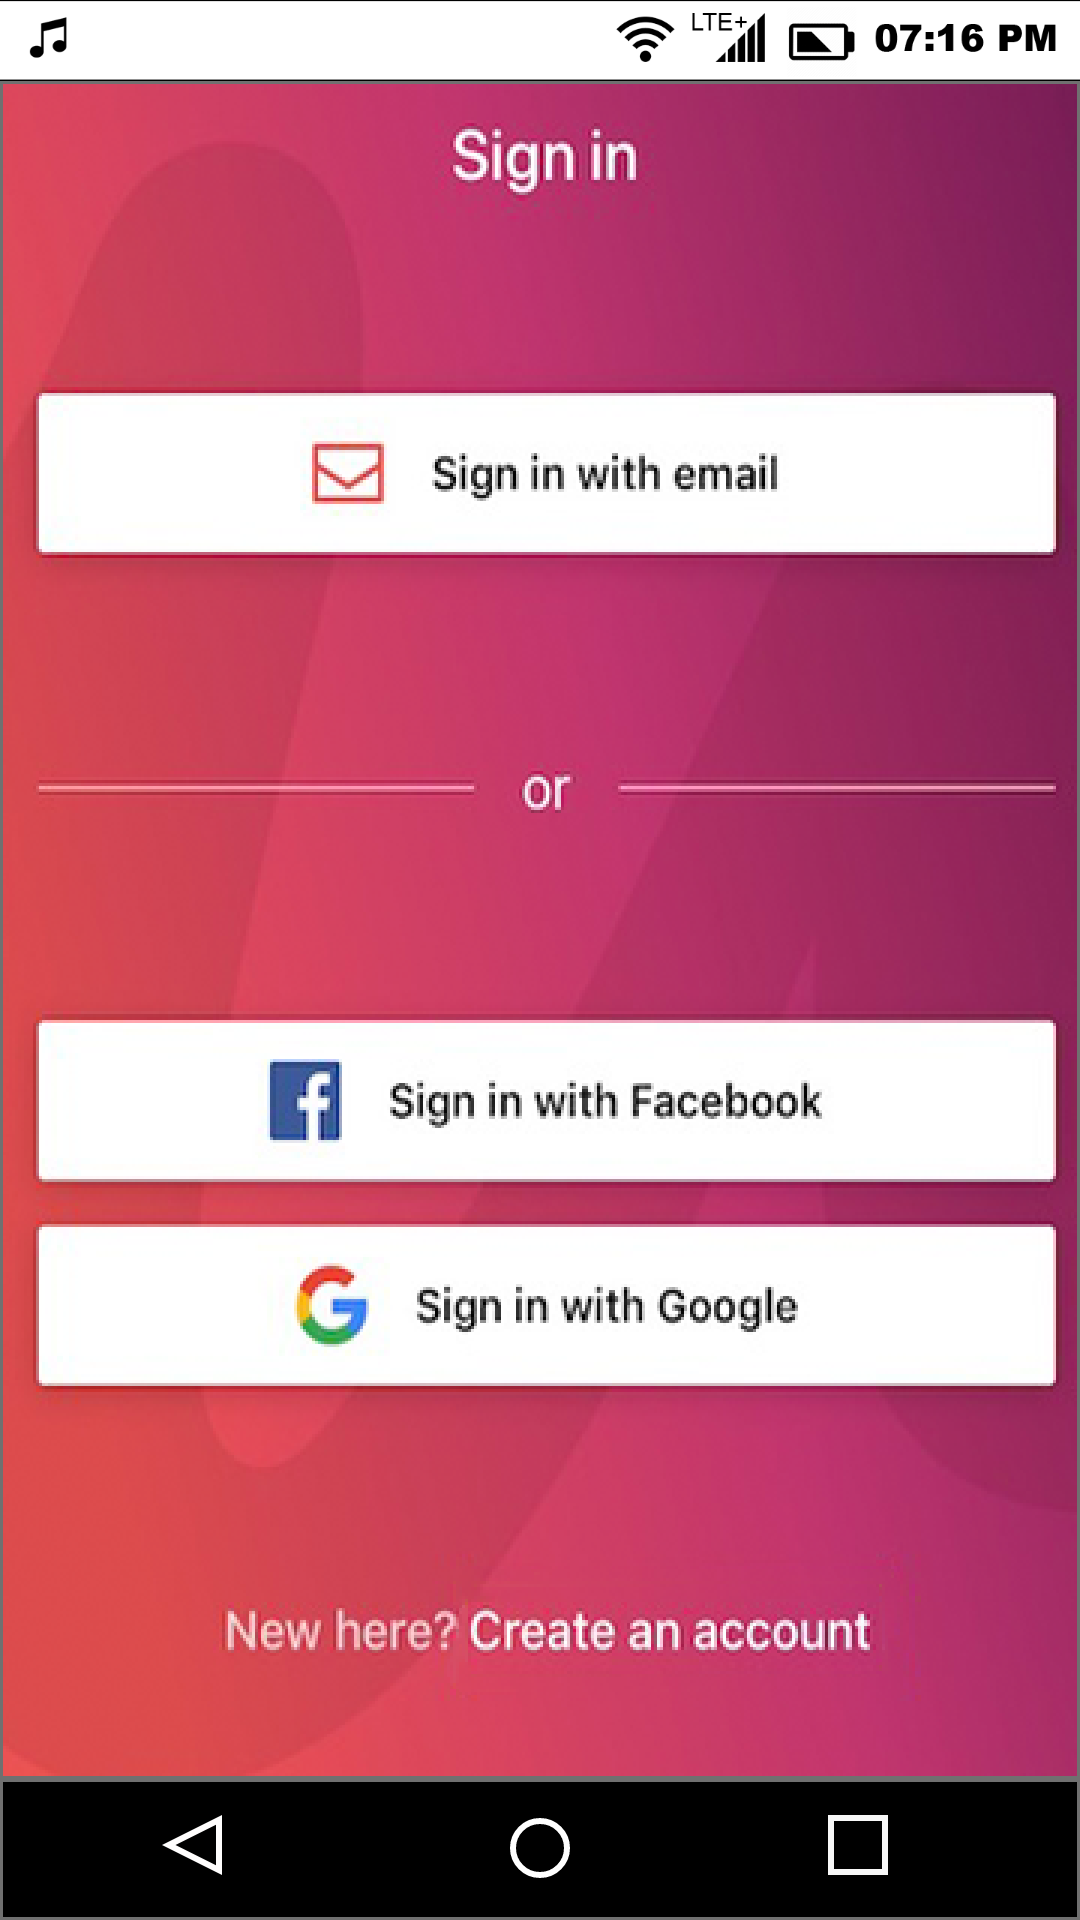 LTE+ 07:16 PM
Sign in
Sign in with email
or
Sign in with Facebook
Sign in with Google
New here? Create an account